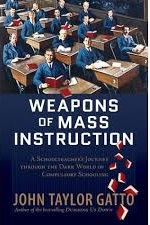 WEAPONS OF MASS
INSTRUCTION
A SCHOOLTEACHER'S JOURNEY
THROUGH THE DARK WORLD OF
COMPULSORY SCHOOLING
JOHN TAYLOR GATTO
Author of the bestselling DUMBING US DOWN